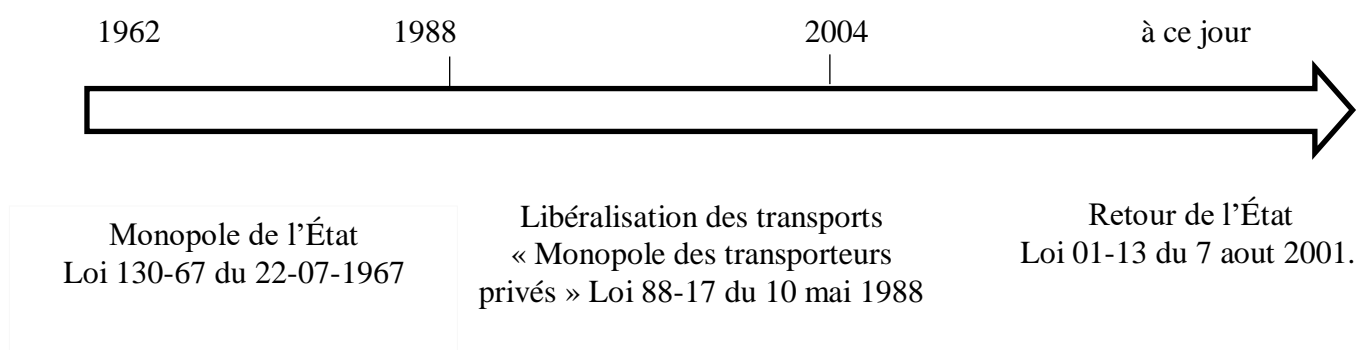 1962 1988 2004 à ce jour
Monopole de l’État
Loi 130-67 du 22-07-1967
Libéralisation des transports
« Monopole des transporteurs
privés » Loi 88-17 du 10 mai 1988
Retour de l’État
Loi 01-13 du 7 aout 2001.